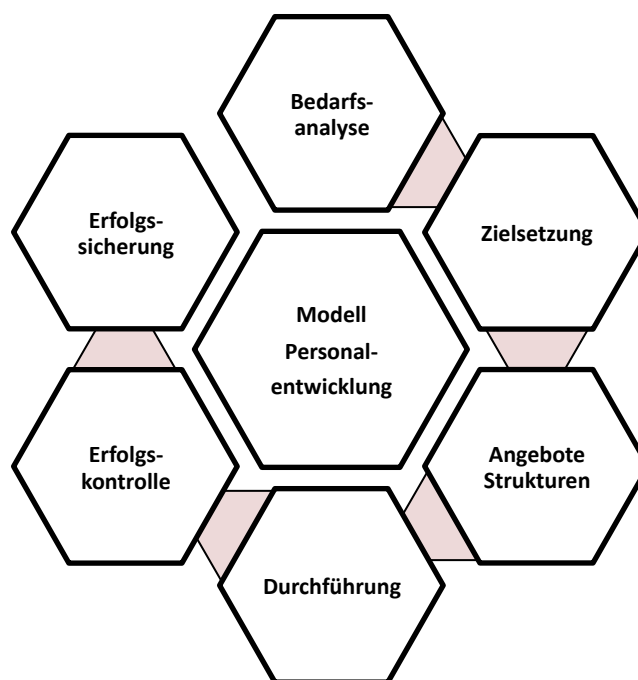 Bedarfs-
analyse
Zielsetzung
Angebote
Strukturen
Durchführung
Erfolgs-
kontrolle
Erfolgs-
sicherung
Modell
Personal-
entwicklung